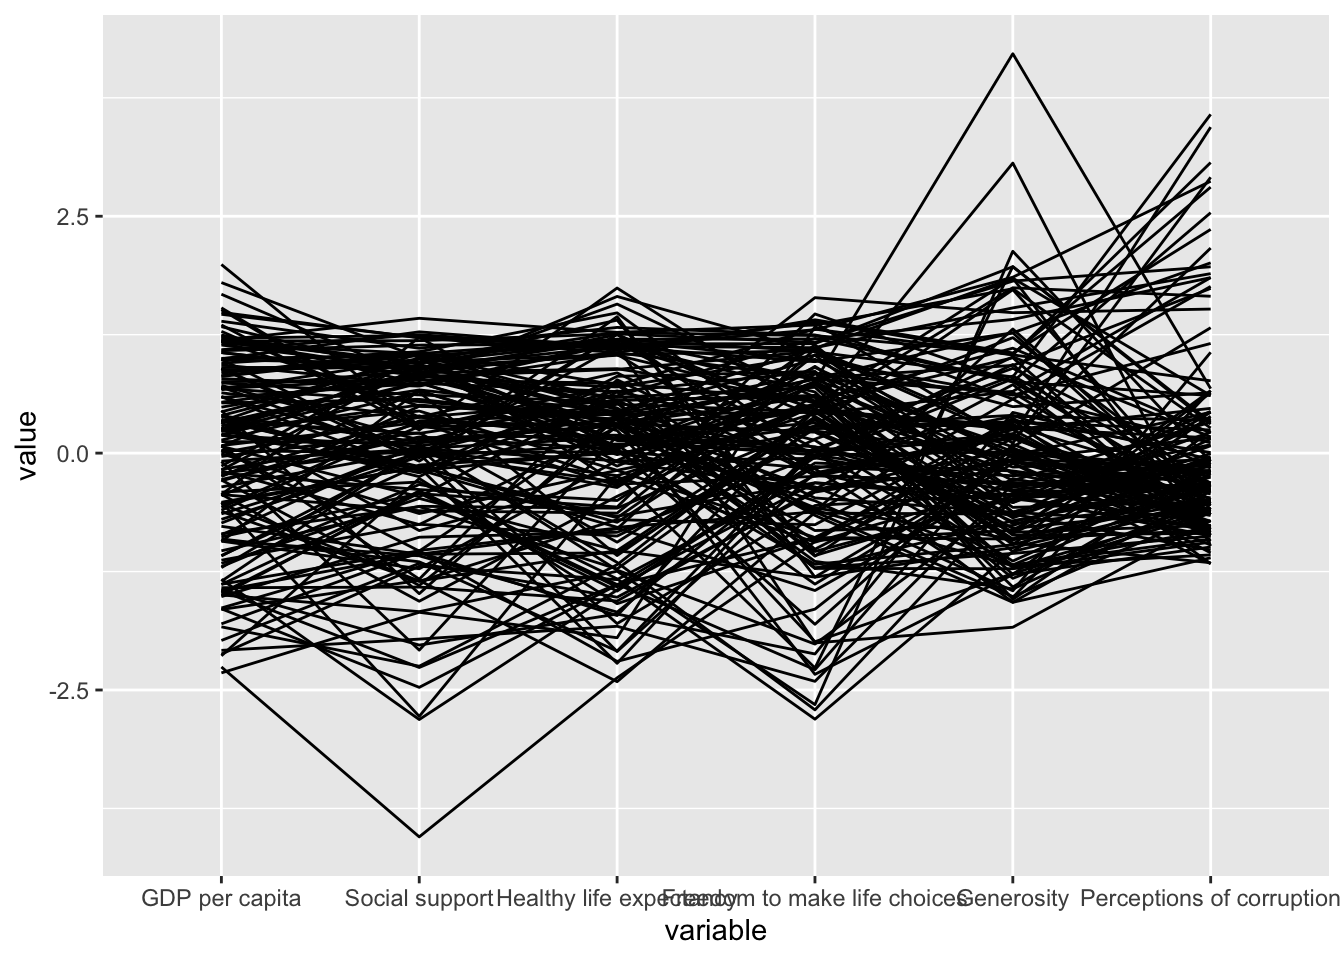 value
2.5
0.0
-2.5
GDP per capita
Social support
Healthy life expectancy
Freedom to make life choices
Generosity
Perceptions of corruption
variable